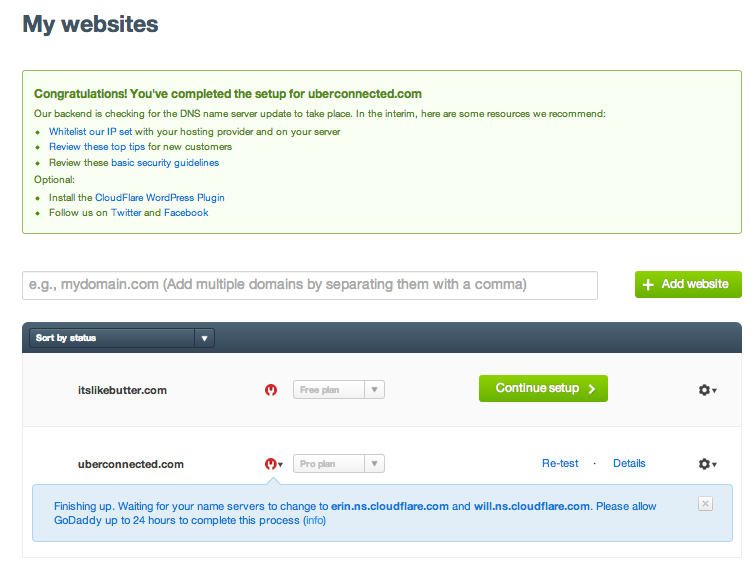 My websites
Congratulations! You've completed the setup for uberconnected.com
Our backend is checking for the DNS name server update to take place. In the interim, here are some resources we recommend:
Whitelist our IP set with your hosting provider and on your server
Review these top tips for new customers
Review these basic security guidelines
Optional:
Install the CloudFlare WordPress Plugin
Follow us on Twitter and Facebook
e.g., mydomain.com (Add multiple domains by separating them with a comma)
Add website
Sort by status
itslikebutter.com Free plan Continue setup
uberconnected.com Pro plan Re-test · Details
Finishing up. Waiting for your name servers to change to erin.ns.cloudflare.com and will.ns.cloudflare.com. Please allow
GoDaddy up to 24 hours to complete this process (info)